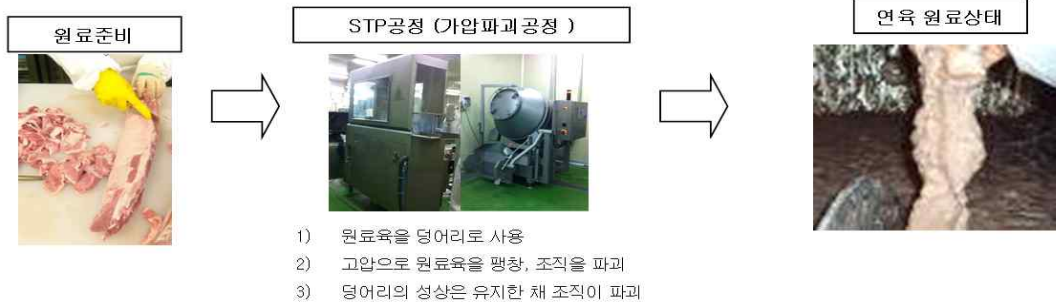 원료준비
STP공정 (가압파괴공정 )
연육 원료상태
1) 원료육을 덩어리로 사용
2) 고압으로 원료육을 팽창, 조직을 파괴
3) 덩어리의 성상은 유지한 채 조직이 파괴